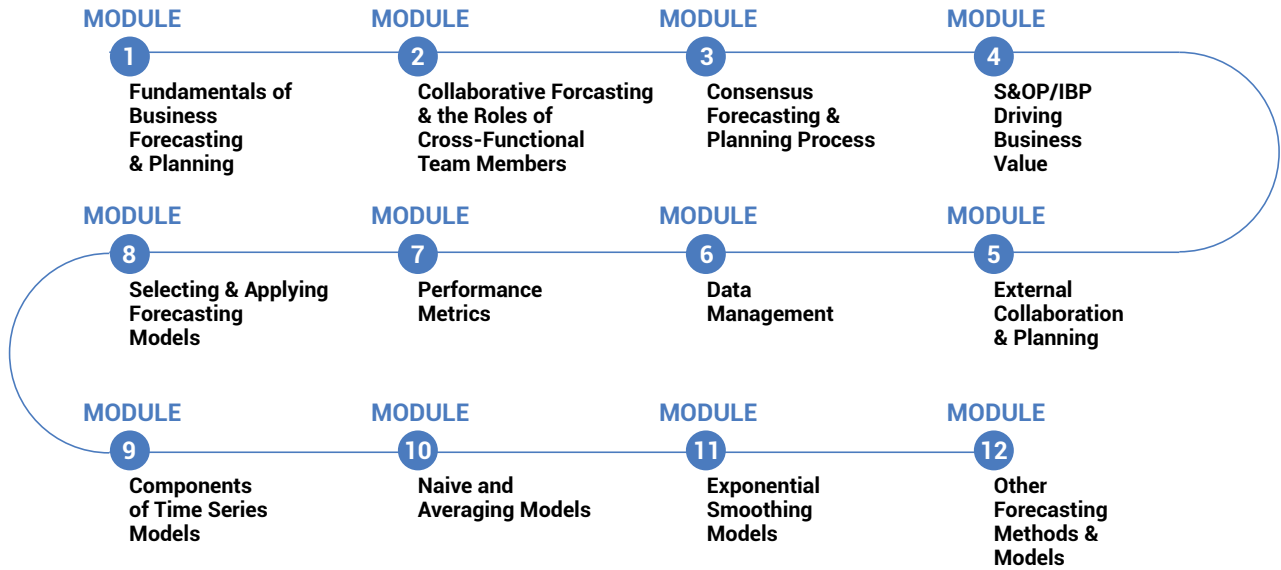 MODULE
1
Fundamentals of
Business
Forecasting
& Planning
MODULE
2
Collaborative Forcasting
& the Roles of
Cross-Functional
Team Members
MODULE
3
Consensus
Forecasting &
Planning Process
MODULE
4
S&OP/IBP
Driving
Business
Value
MODULE
8
Selecting & Applying
Forecasting
Models
MODULE
7
Performance
Metrics
MODULE
6
Data
Management
MODULE
5
External
Collaboration
& Planning
MODULE
9
Components
of Time Series
Models
MODULE
10
Naive and
Averaging Models
MODULE
11
Exponential
Smoothing
Models
MODULE
12
Other
Forecasting
Methods &
Models